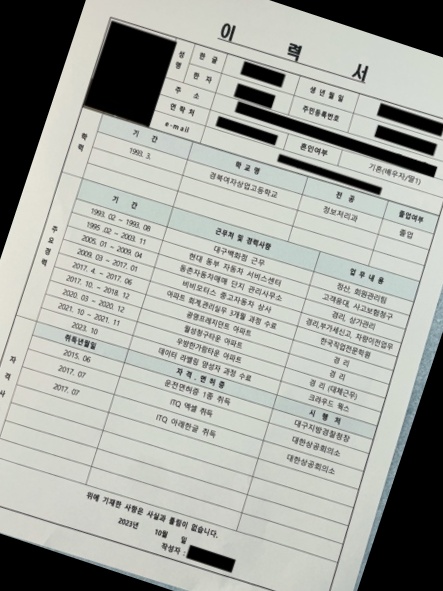 이 력 서
성명 한 글 생 년 월 일
한 자 주민등록번호
주 소
연 락 처
e-mail 혼인여부 기혼(배우자/딸1)
학력 기 간 학 교 명 전 공 졸업여부
1993. 3. 경북여자상업고등학교 정보처리과 졸업
주요경력 기 간 근무처 및 경력사항 업 무 내 용
1993. 02 ~ 1993. 08 대구백화점 근무 정산, 회원관리팀
1995. 02 ~ 2003. 11 현대 동부 자동차 서비스센터 고객응대, 사고보험청구
2005. 01 ~ 2009. 04 동촌자동차매매 단지 관리사무소 경리, 상가관리
2009. 03 ~ 2017. 01 비비모터스 중고자동차 상사 경리,부가세신고, 차량이전업무
2017. 4. ~ 2017. 06 아파트 회계관리실무 3개월 과정 수료 한국직업전문학원
2017. 10. ~ 2018. 12 광명프레지던트 아파트 경 리
2020. 03 ~ 2020. 12 월성청구타운 아파트 경 리
2021. 10 ~ 2021. 11 우방한가람타운 아파트 경 리 (대체근무)
2023. 10 데이터 라벨링 양성자 과정 수료 크라우드 웍스
취득년월일 자 격 . 면 허 증 시 행 처
2015. 06 운전면허증 1종 취득 대구지방경찰청장
2017. 07 ITQ 엑셀 취득 대한상공회의소
2017. 07 ITQ 아래한글 취득 대한상공회의소
위에 기재한 사항은 사실과 틀림이 없습니다.
2023년 10월 일
작성자 :